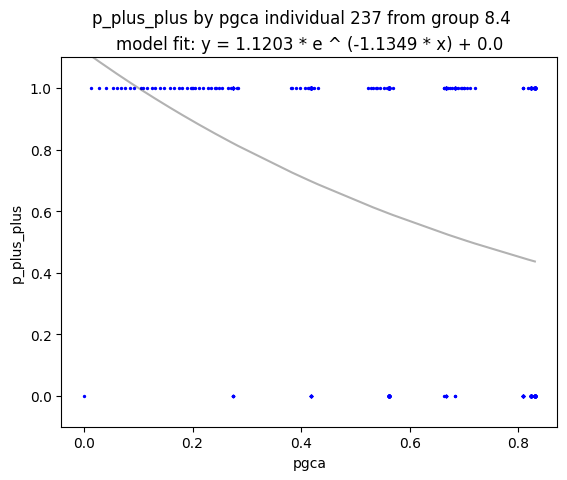 p_plus_plus by pgca individual 237 from group 8.4
model fit: y = 1.1203 * e ^ (-1.1349 * x) + 0.0
1.0
0.8
0.6
0.4
0.2
0.0
p_plus_plus
0.0 0.2 0.4 0.6 0.8
pgca